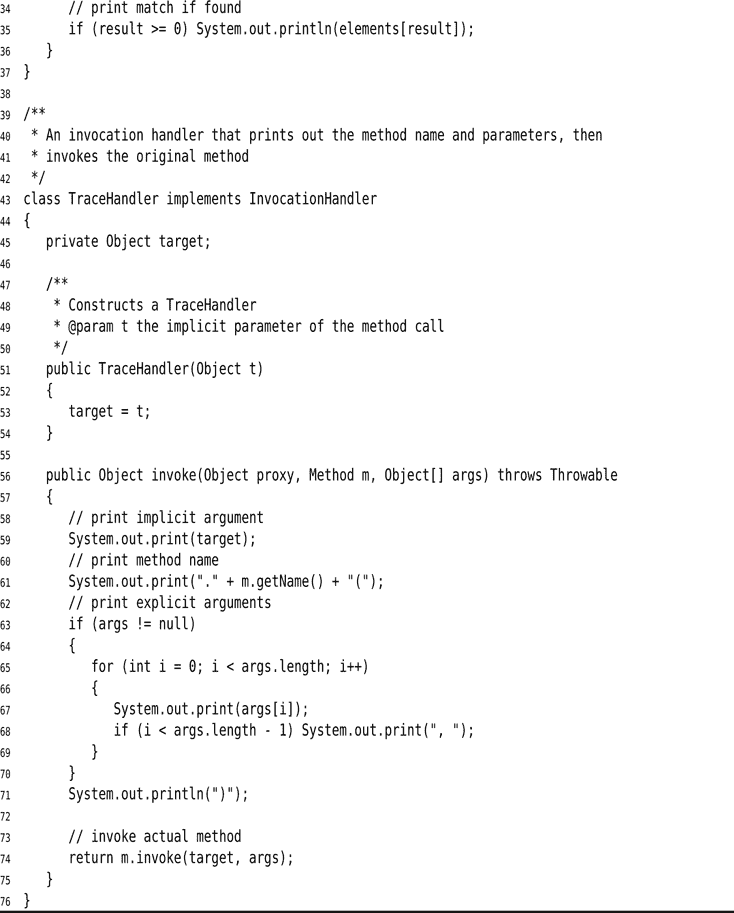 34       // print match if found
35       if (result >= 0) System.out.println(elements[result]);
36    }
37 }
38
39 /**
40  * An invocation handler that prints out the method name and parameters, then
41  * invokes the original method
42  */
43 class TraceHandler implements InvocationHandler
44 {
45    private Object target;
46
47    /**
48     * Constructs a TraceHandler
49     * @param t the implicit parameter of the method call
50     */
51    public TraceHandler(Object t)
52    {
53       target = t;
54    }
55
56    public Object invoke(Object proxy, Method m, Object[] args) throws Throwable
57    {
58       // print implicit argument
59       System.out.print(target);
60       // print method name
61       System.out.print("." + m.getName() + "(");
62       // print explicit arguments
63       if (args != null)
64       {
65          for (int i = 0; i < args.length; i++)
66          {
67             System.out.print(args[i]);
68             if (i < args.length - 1) System.out.print(", ");
69          }
70       }
71       System.out.println(")");
72
73       // invoke actual method
74       return m.invoke(target, args);
75    }
76 }